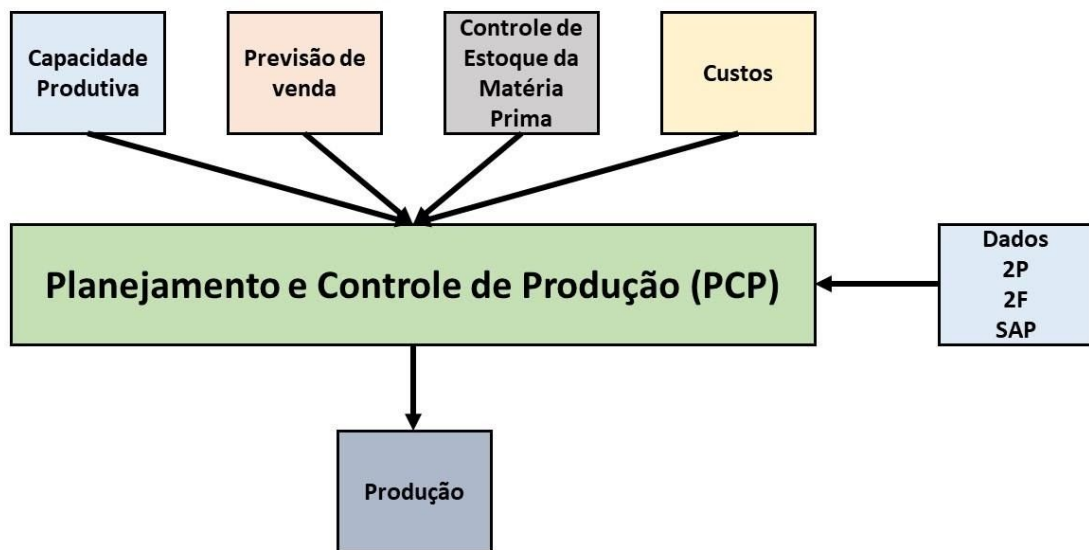 Capacidade
Produtiva
Previsão de
venda
Controle de
Estoque da
Matéria
Prima
Custos
Planejamento e Controle de Produção (PCP)
Dados
2P
2F
SAP
Produção